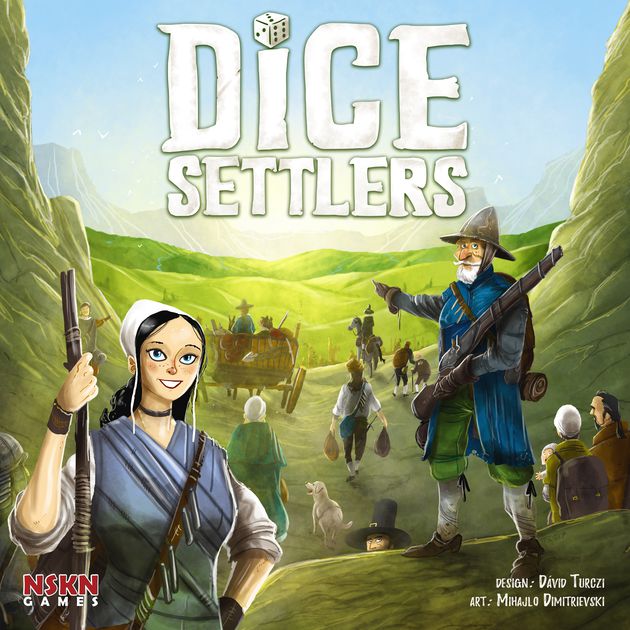 DICE
SETTLERS
NSKN
GAMES
DESIGN.- DÁVID TURCZI
ART.- MIHAJLO DIMITRIEVSKI